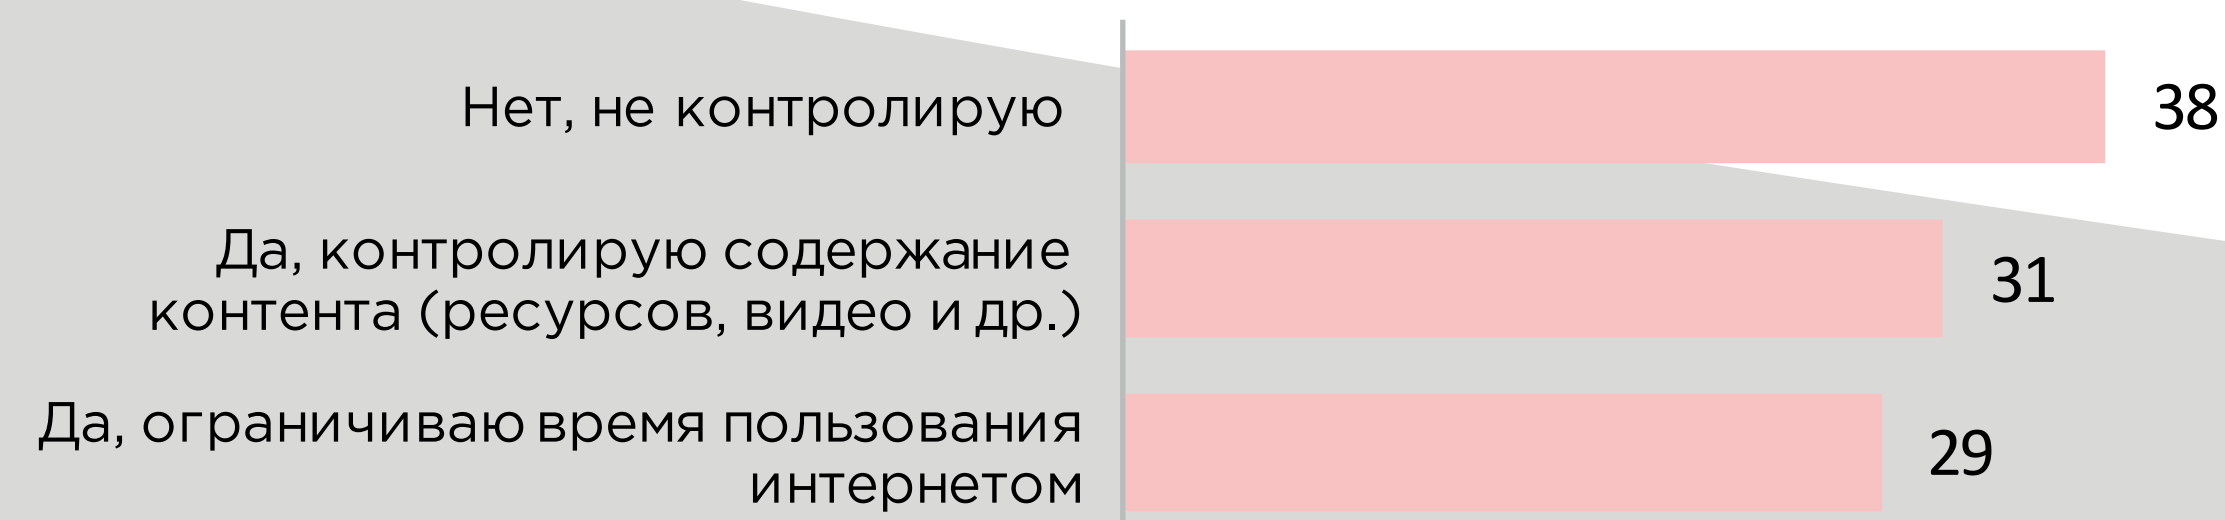 Нет, не контролирую
38
Да, контролирую содержание
контента (ресурсов, видео и др.)
31
Да, ограничиваю время пользования
интернетом
29